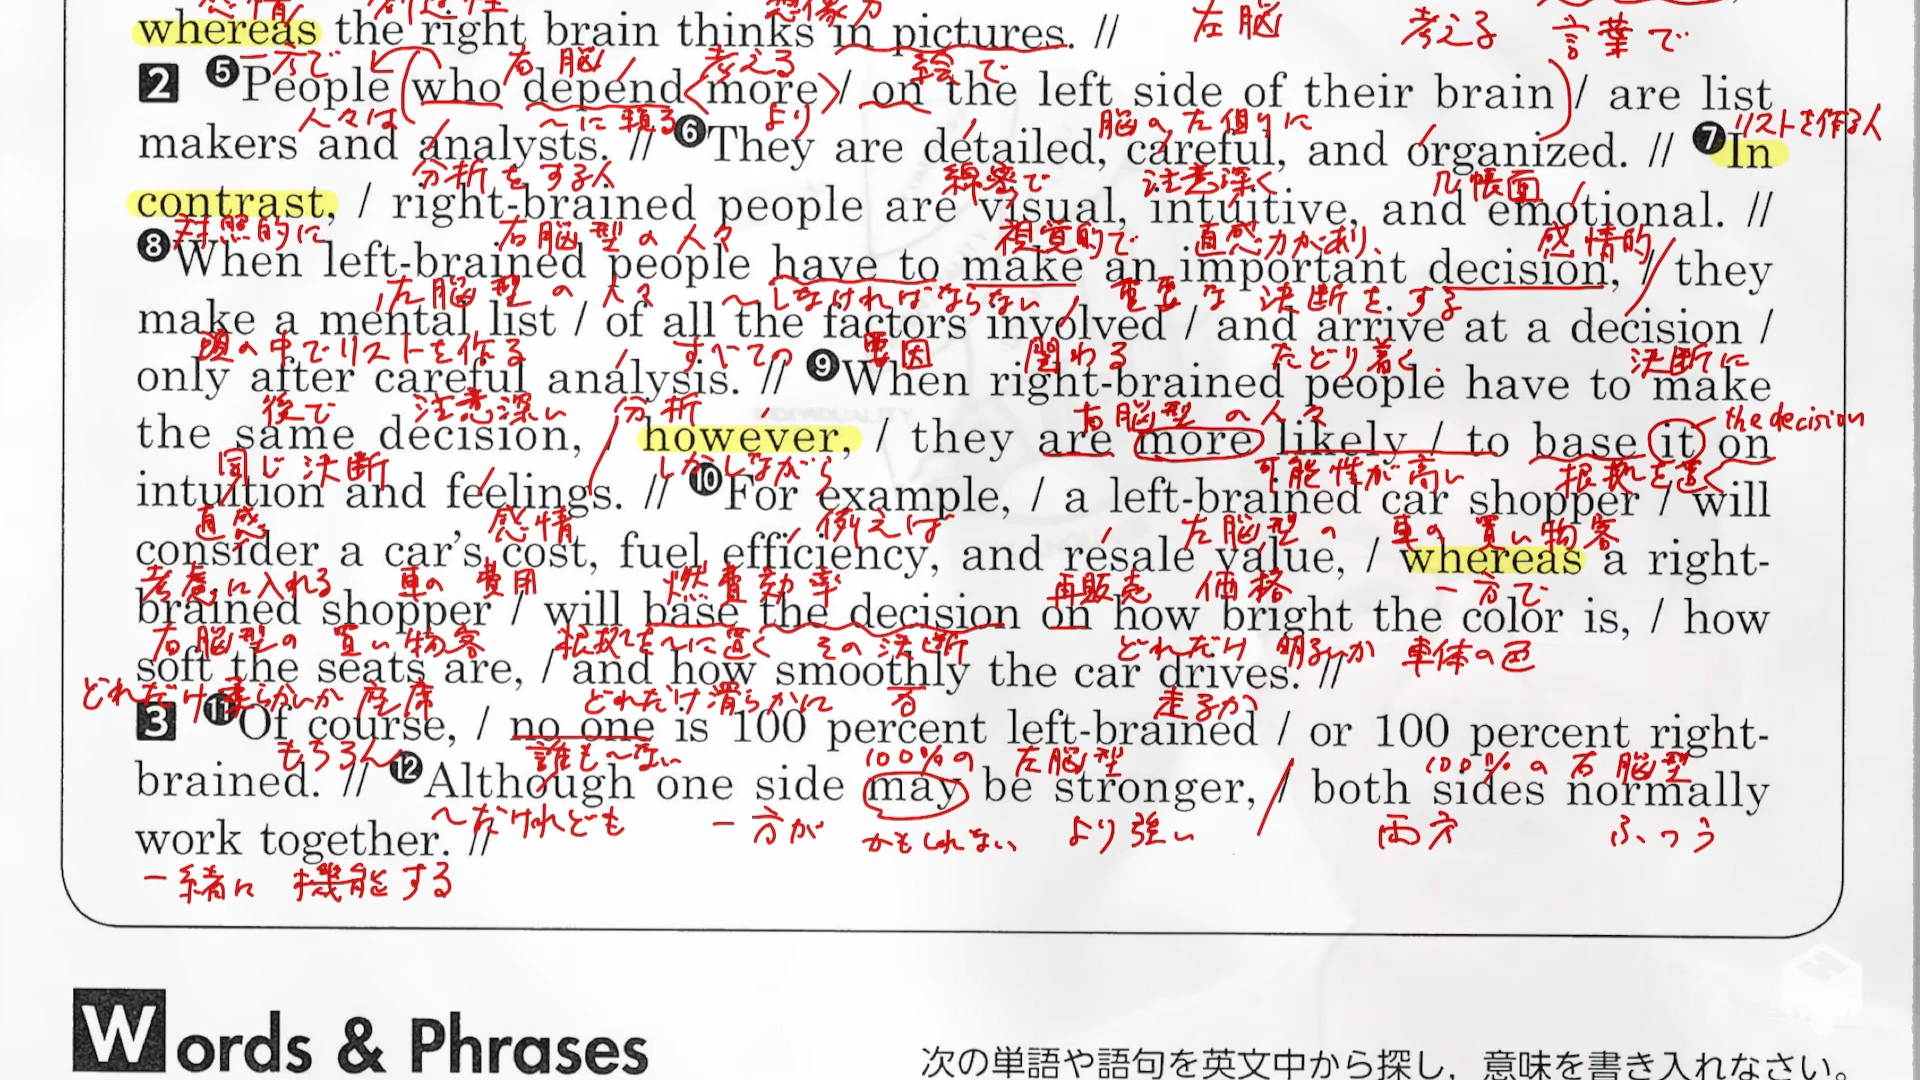 whereas the right brain thinks in pictures. // 左脳 考える 言葉で
一方で 右脳 考える 絵で
2 ❺People who depend more / on the left side of their brain / are list
人々は 〜に頼る より 脳の左側に リストを作る人
makers and analysts. // ❻They are detailed, careful, and organized. // ❼In
分析をする人 綿密で 注意深く 几帳面
contrast, / right-brained people are visual, intuitive, and emotional. //
対照的に 右脳型の人々 視覚的で 直感力があり、 感情的
❽When left-brained people have to make an important decision, / they
左脳型の人々 〜しなければならない 重要な 決断をする
make a mental list / of all the factors involved / and arrive at a decision /
頭の中でリストを作る すべての 要因 関わる たどり着く 決断に
only after careful analysis. // ❾When right-brained people have to make
後で 注意深い 分析 右脳型の人々 the decision
the same decision, / however, / they are more likely / to base it on
同じ決断 しかしながら 可能性が高い 根拠を置く
intuition and feelings. // ❿For example, / a left-brained car shopper / will
直感 感情 例えば 左脳型の 車の 買い物客
consider a car's cost, fuel efficiency, and resale value, / whereas a right-
考慮に入れる 車の 費用 燃費効率 再販売 価格 一方で
brained shopper / will base the decision on how bright the color is, / how
右脳型の 買い物客 根拠を〜に置く その決断 どれだけ 明るいか 車体の色
soft the seats are, / and how smoothly the car drives. //
どれだけ柔らかいか 座席 どれだけ滑らかに 走るか
3 ⓫Of course, / no one is 100 percent left-brained / or 100 percent right-
もちろん 誰も〜ない 100%の 左脳型 100%の 右脳型
brained. // ⓬Although one side may be stronger, / both sides normally
〜だけれども 一方が かもしれない より強い 両方 ふつう
work together. //
一緒に 機能する
Words & Phrases
次の単語や語句を英文中から探し，意味を書き入れなさい。